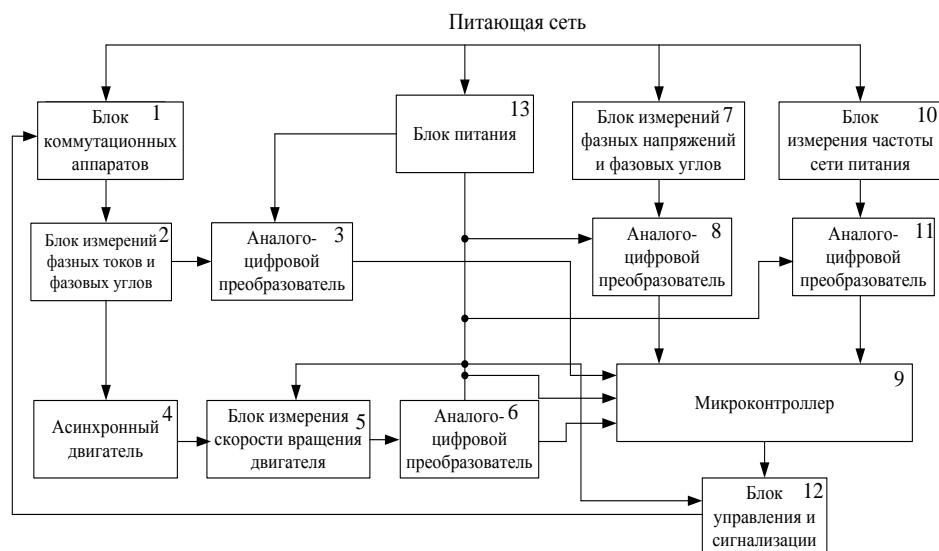 Питающая сеть
1
Блок
коммутационных
аппаратов
13
Блок питания
7
Блок измерений
фазных напряжений
и фазовых углов
10
Блок
измерения частоты
сети питания
2
Блок измерений
фазных токов и
фазовых углов
3
Аналого-
цифровой
преобразователь
8
Аналого-
цифровой
преобразователь
11
Аналого-
цифровой
преобразователь
4
Асинхронный
двигатель
5
Блок измерения
скорости вращения
двигателя
6
Аналого-
цифровой
преобразователь
9
Микроконтроллер
12
Блок
управления и
сигнализации